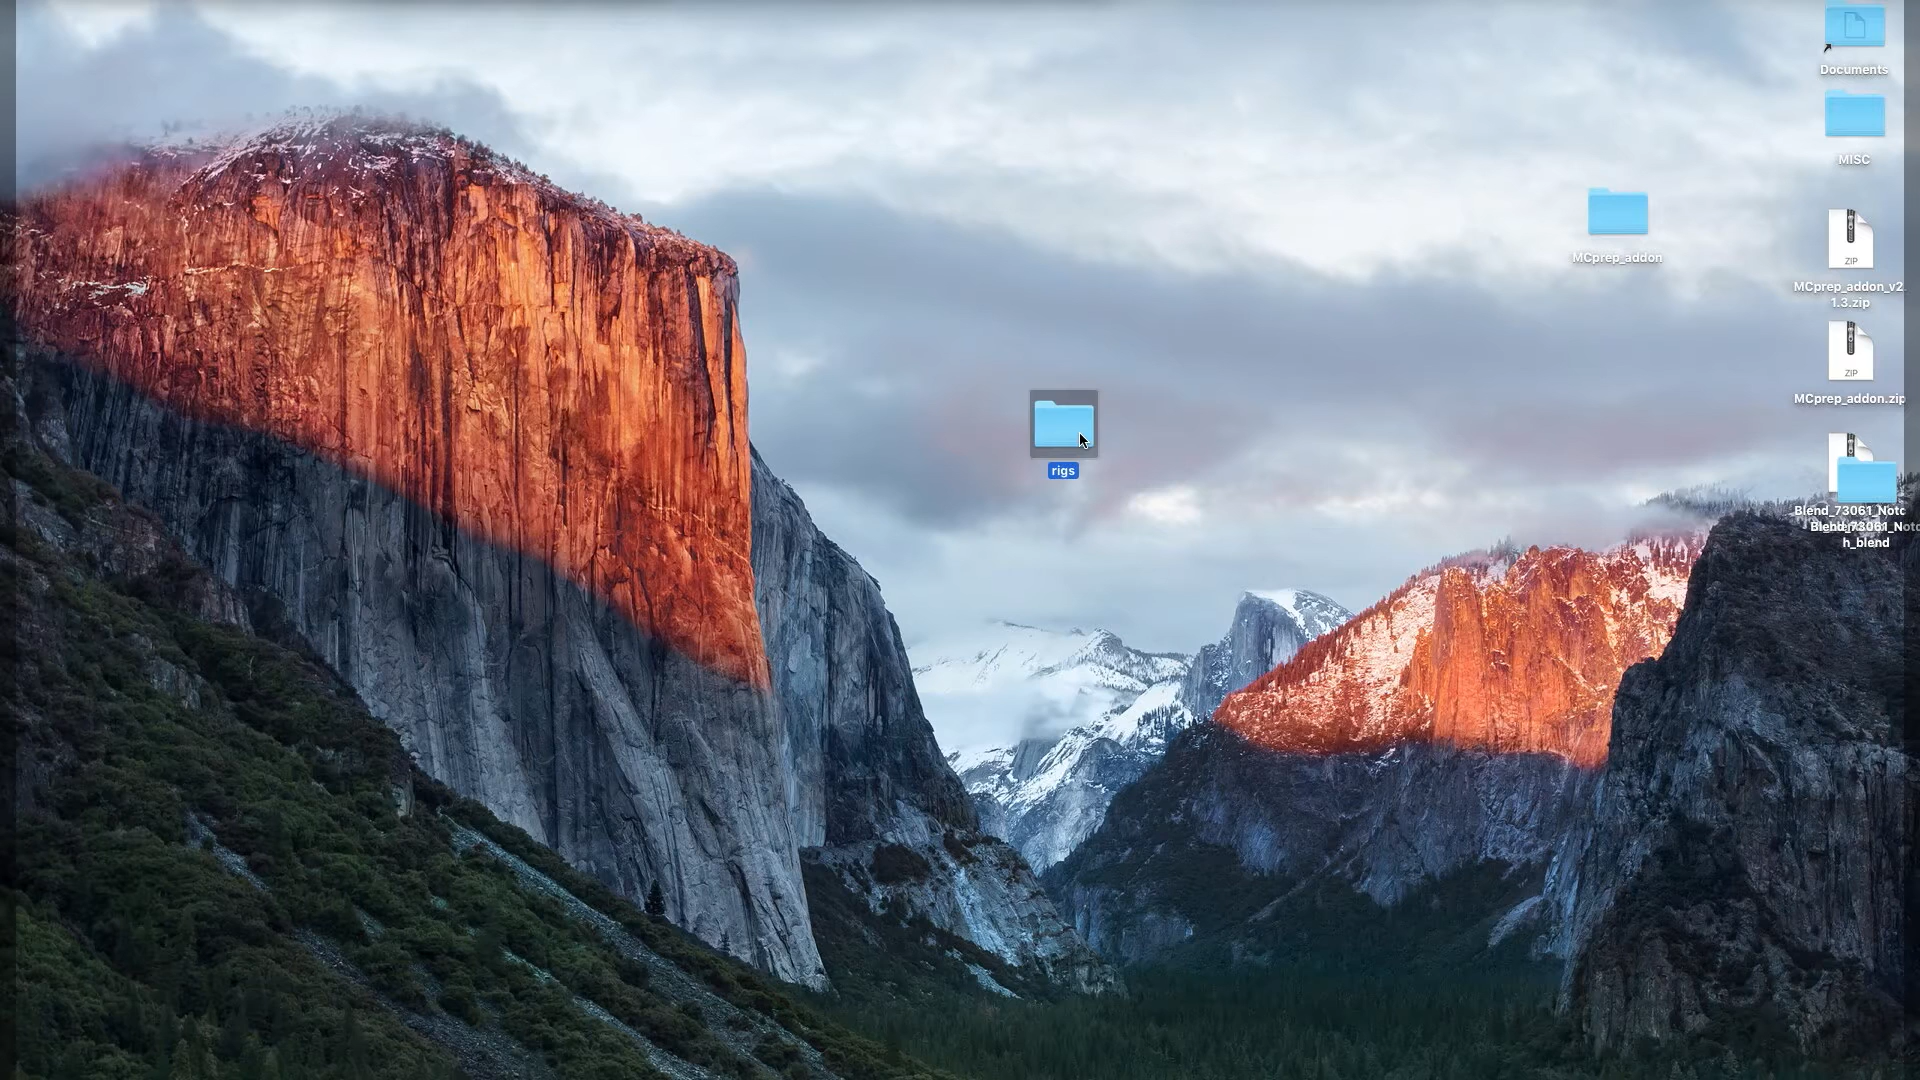 Documents
MISC
MCprep_addon
MCprep_addon_v2.
1.3.zip
ZIP
MCprep_addon.zip
ZIP
rigs
Blend_73061_Notc
h_blend